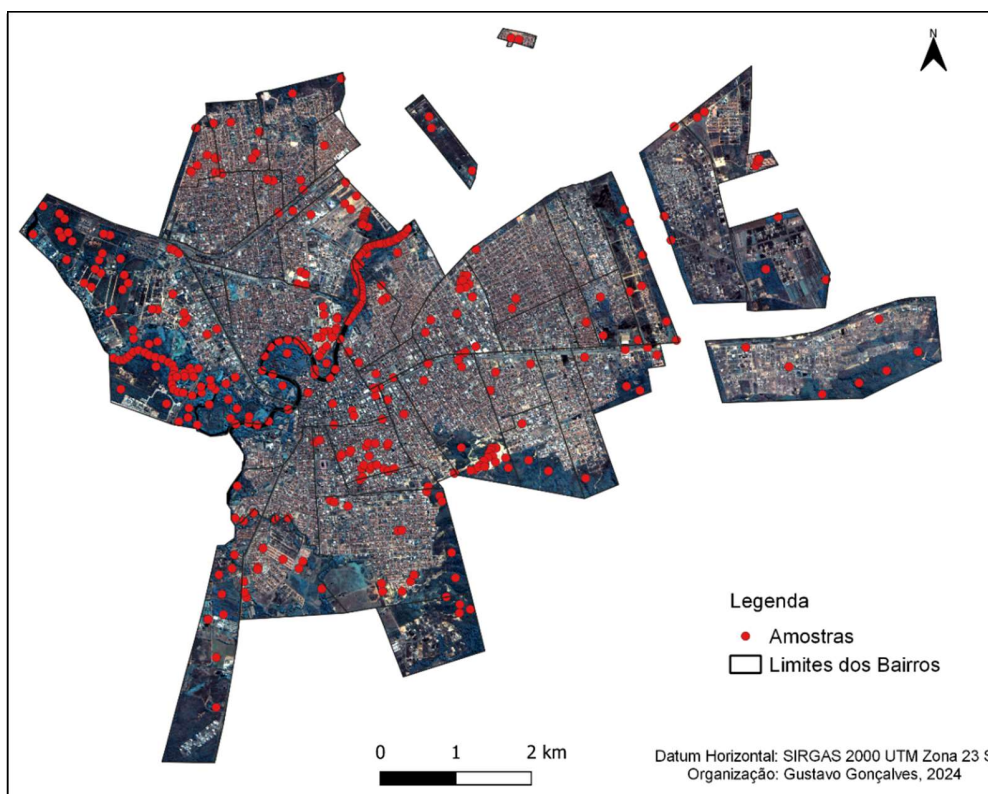 N
Legenda
Amostras
Limites dos Bairros
0 1 2 km
Datum Horizontal: SIRGAS 2000 UTM Zona 23 S
Organização: Gustavo Gonçalves, 2024